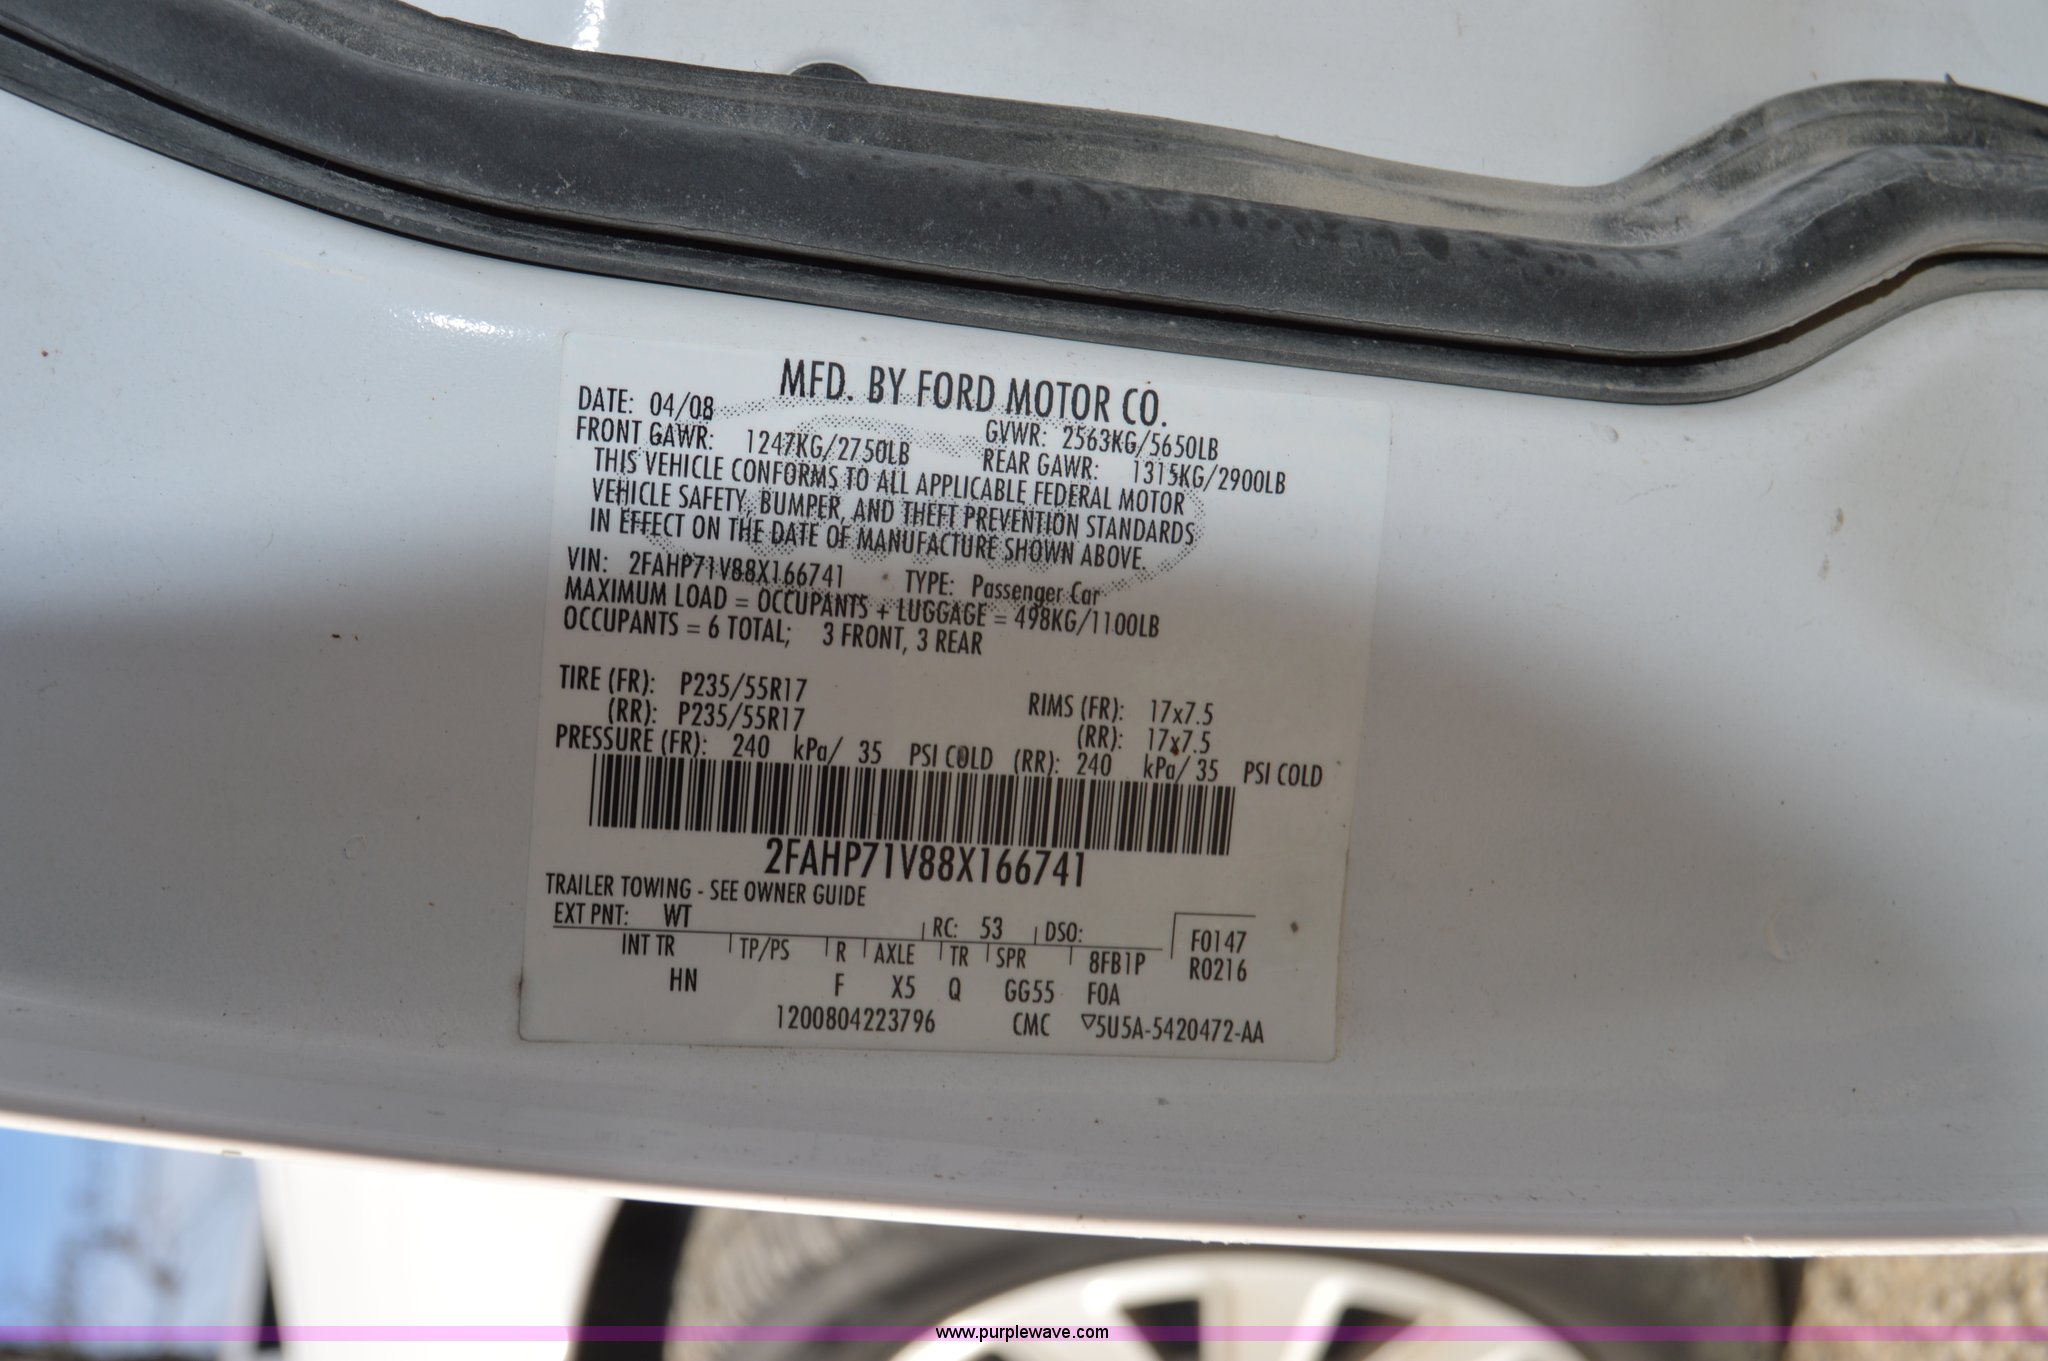 MFD. BY FORD MOTOR CO.
DATE: 04/08 GVWR: 2563KG/5650LB
FRONT GAWR: 1247KG/2750LB REAR GAWR: 1315KG/2900LB
THIS VEHICLE CONFORMS TO ALL APPLICABLE FEDERAL MOTOR
VEHICLE SAFETY, BUMPER, AND THEFT PREVENTION STANDARDS
IN EFFECT ON THE DATE OF MANUFACTURE SHOWN ABOVE.
VIN: 2FAHP71V88X166741 TYPE: Passenger Car
MAXIMUM LOAD = OCCUPANTS + LUGGAGE = 498KG/1100LB
OCCUPANTS = 6 TOTAL; 3 FRONT, 3 REAR
TIRE (FR): P235/55R17 RIMS (FR): 17x7.5
(RR): P235/55R17 (RR): 17x7.5
PRESSURE (FR): 240 kPa/ 35 PSI COLD (RR): 240 kPa/ 35 PSI COLD
2FAHP71V88X166741
TRAILER TOWING - SEE OWNER GUIDE
EXT PNT: WT RC: 53 DSO: F0147
INT TR TP/PS R AXLE TR SPR 8FB1P R0216
HN F X5 Q GG55 F0A
1200804223796 CMC ▽5U5A-5420472-AA
www.purplewave.com